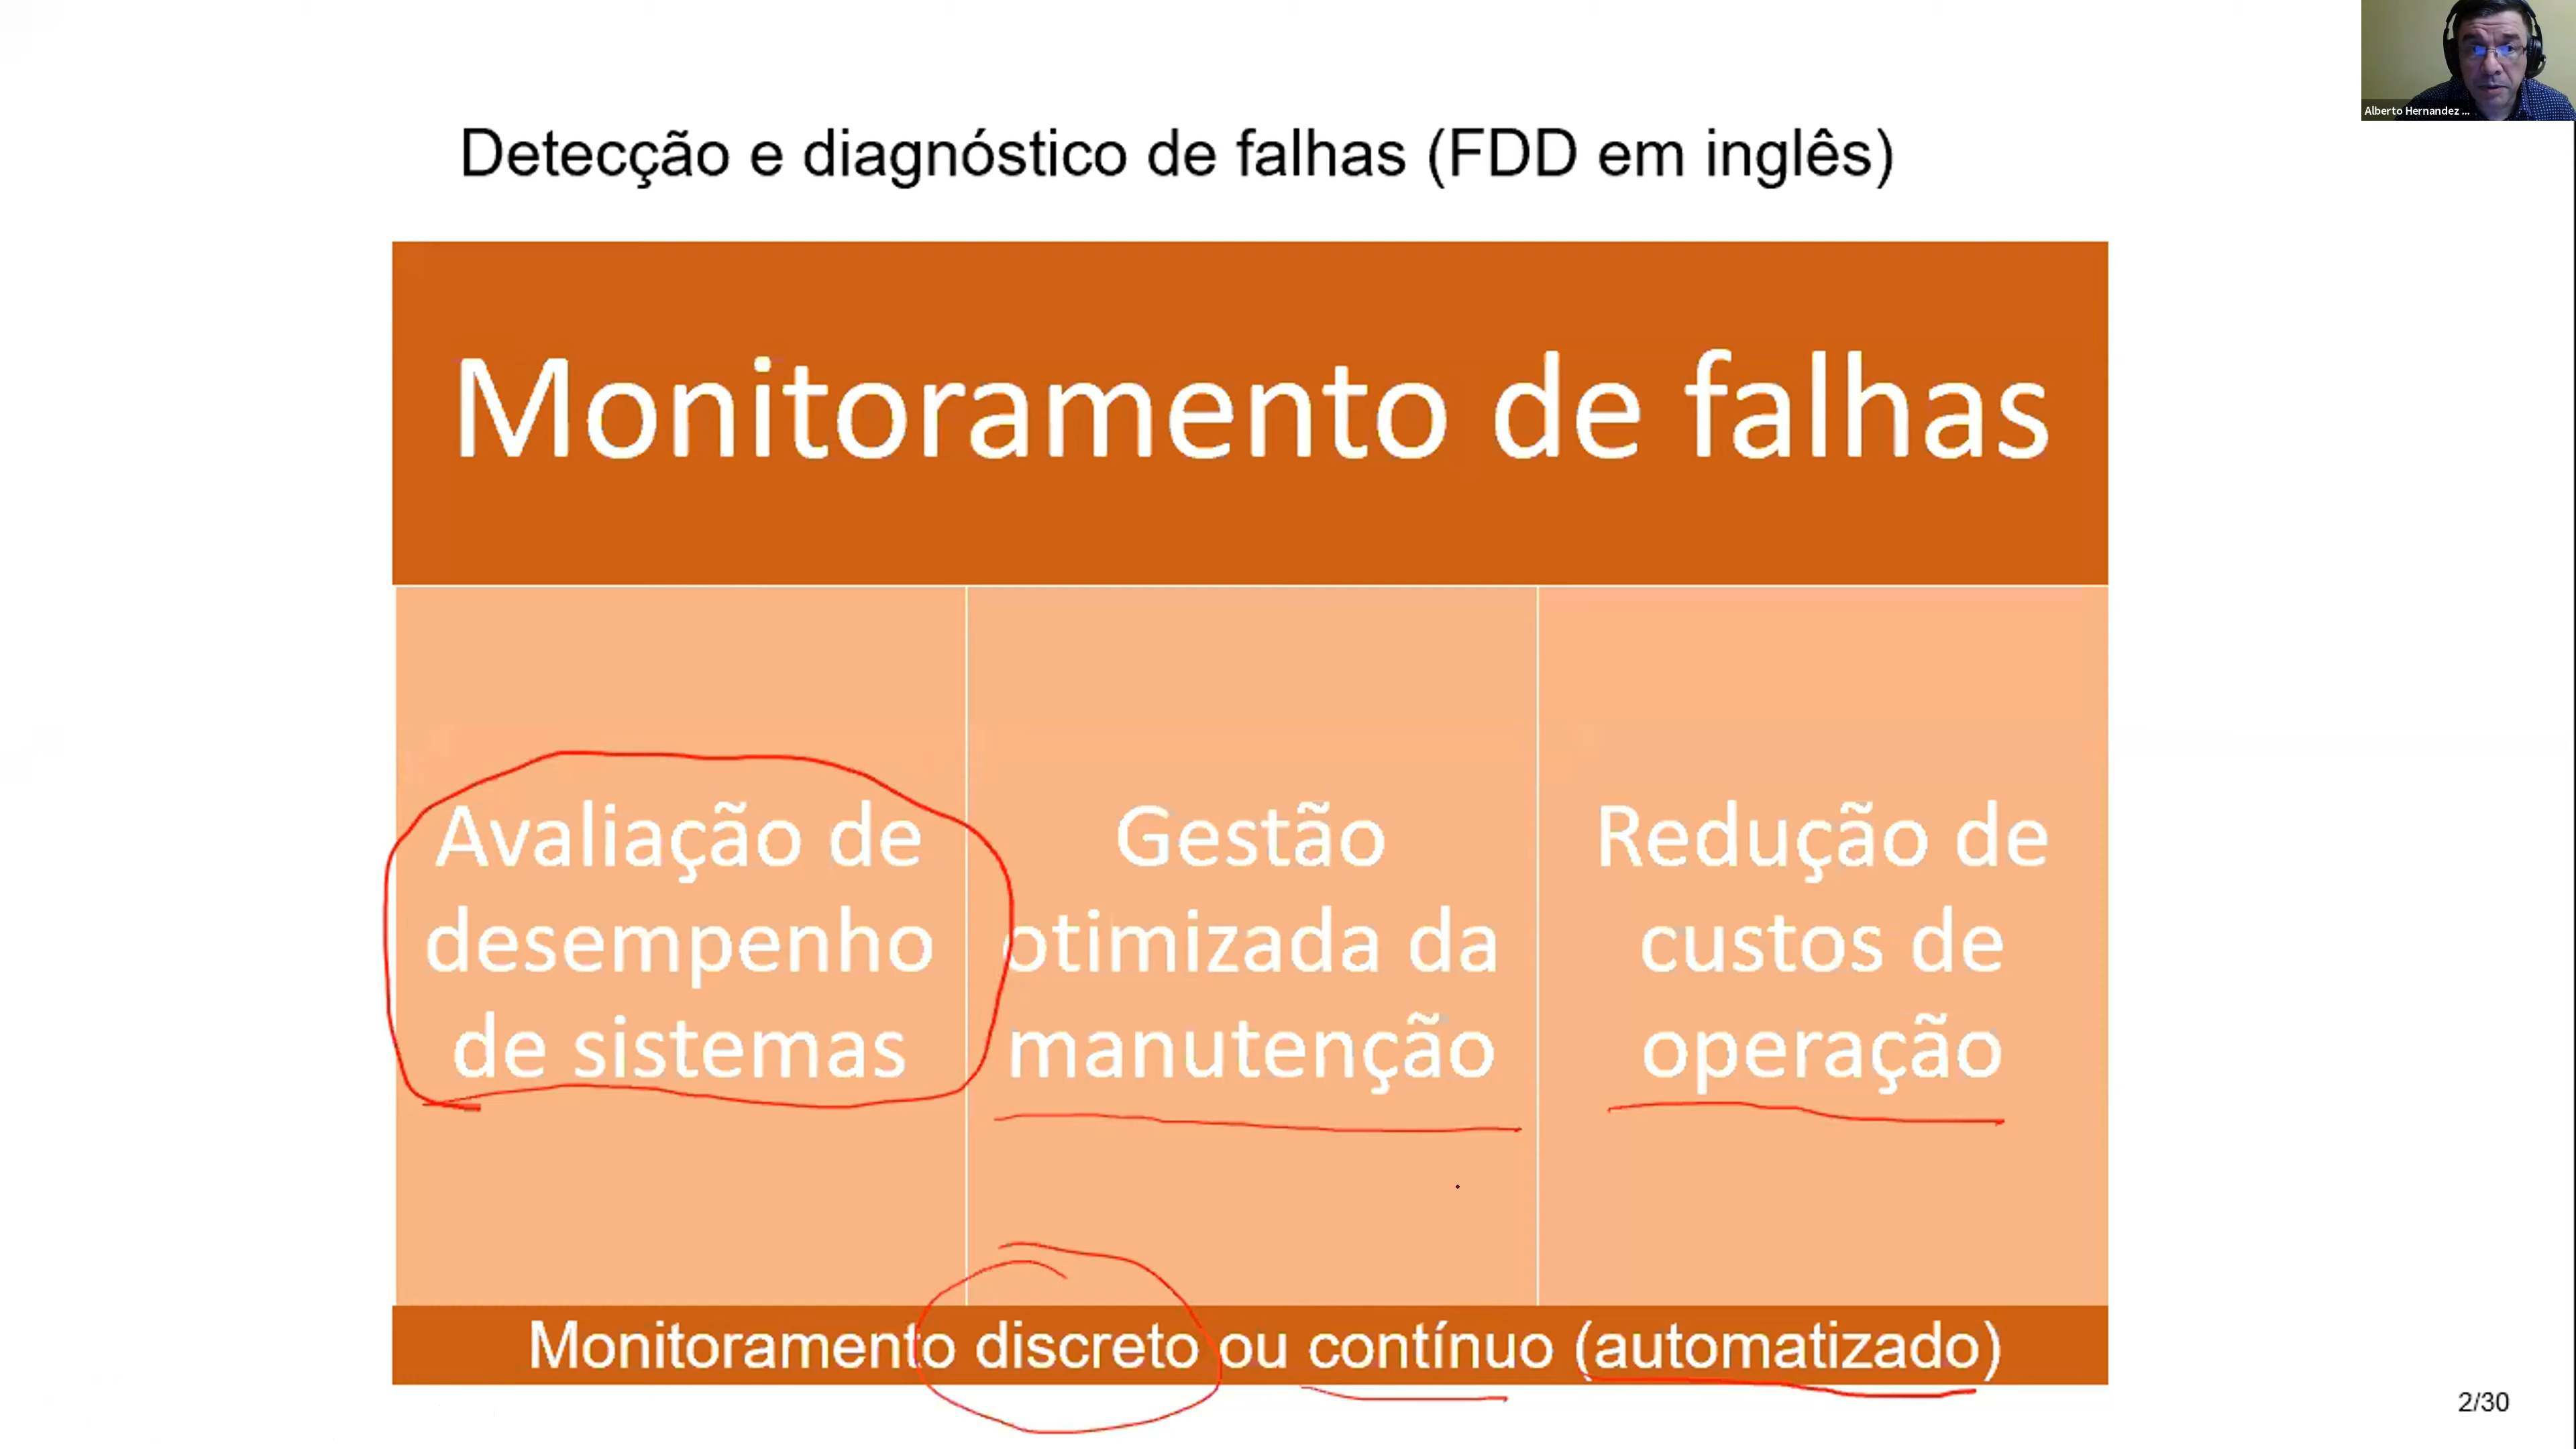 Alberto Hernandez ...
Detecção e diagnóstico de falhas (FDD em inglês)
Monitoramento de falhas
Avaliação de
desempenho
de sistemas
Gestão
otimizada da
manutenção
Redução de
custos de
operação
Monitoramento discreto ou contínuo (automatizado)
2/30